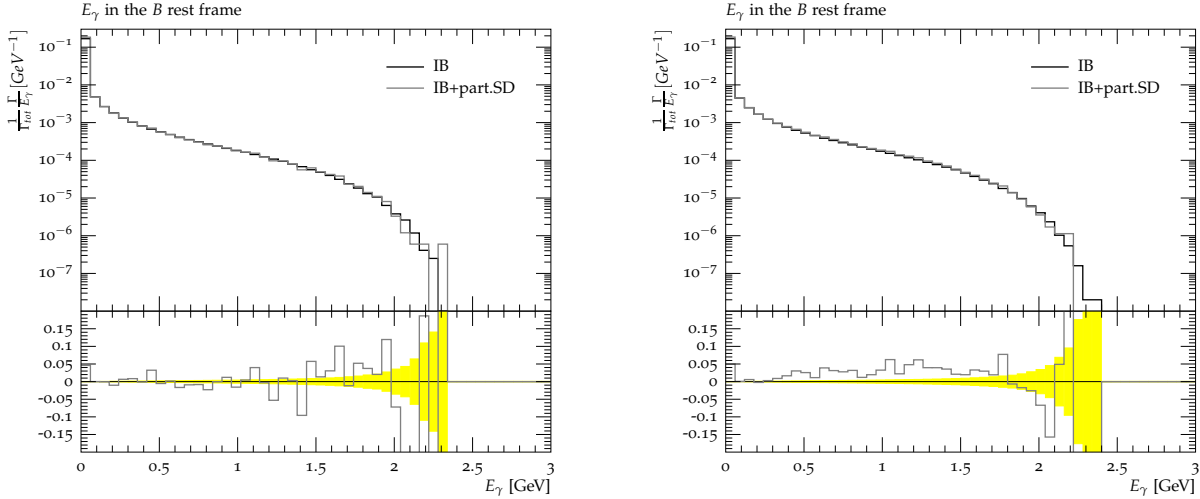 E_γ in the B rest frame
1/Γ_tot Γ/E_γ [GeV⁻¹]
IB
IB+part.SD
10⁻¹
10⁻²
10⁻³
10⁻⁴
10⁻⁵
10⁻⁶
10⁻⁷
0.15
0.1
0.05
0
-0.05
-0.1
-0.15
0 0.5 1 1.5 2 2.5 3
E_γ [GeV]
E_γ in the B rest frame
1/Γ_tot Γ/E_γ [GeV⁻¹]
IB
IB+part.SD
10⁻¹
10⁻²
10⁻³
10⁻⁴
10⁻⁵
10⁻⁶
10⁻⁷
0.15
0.1
0.05
0
-0.05
-0.1
-0.15
0 0.5 1 1.5 2 2.5 3
E_γ [GeV]